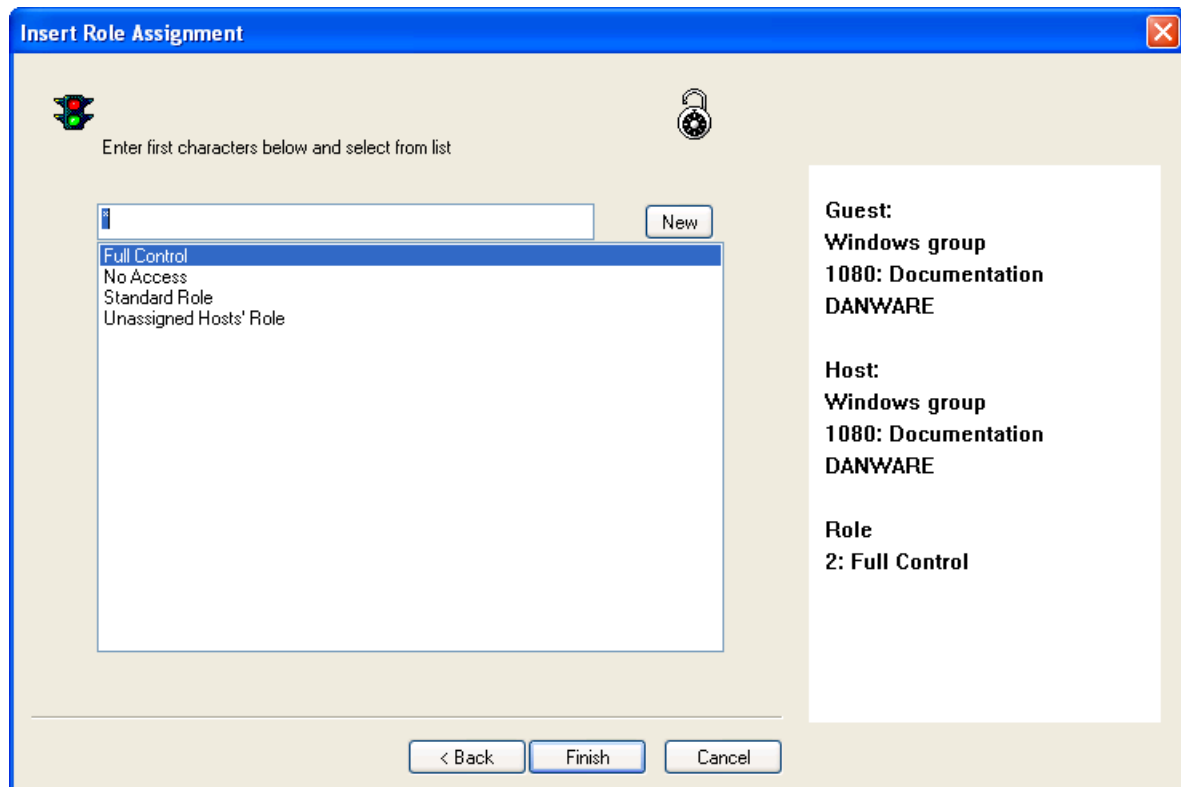 Insert Role Assignment
Enter first characters below and select from list
*
New
Full Control
No Access
Standard Role
Unassigned Hosts' Role
Guest:
Windows group
1080: Documentation
DANWARE
Host:
Windows group
1080: Documentation
DANWARE
Role
2: Full Control
< Back
Finish
Cancel